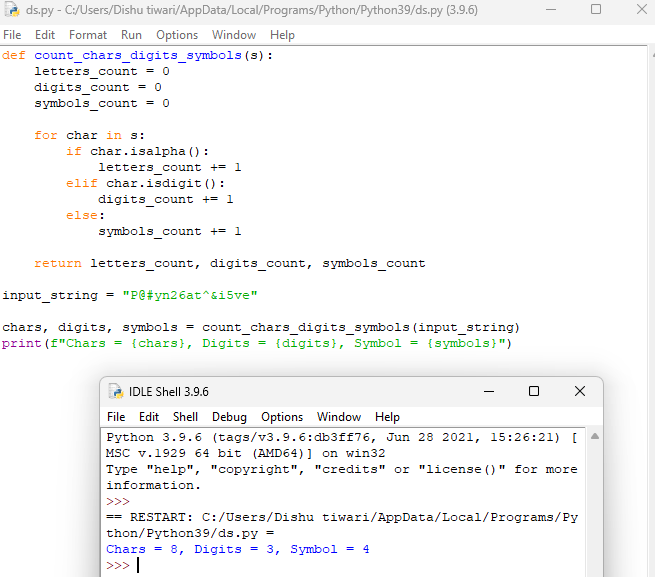 ds.py - C:/Users/Dishu tiwari/AppData/Local/Programs/Python/Python39/ds.py (3.9.6)
File Edit Format Run Options Window Help
def count_chars_digits_symbols(s):
    letters_count = 0
    digits_count = 0
    symbols_count = 0

    for char in s:
        if char.isalpha():
            letters_count += 1
        elif char.isdigit():
            digits_count += 1
        else:
            symbols_count += 1

    return letters_count, digits_count, symbols_count

input_string = "P@#yn26at^&i5ve"

chars, digits, symbols = count_chars_digits_symbols(input_string)
print(f"Chars = {chars}, Digits = {digits}, Symbol = {symbols}")
IDLE Shell 3.9.6
File Edit Shell Debug Options Window Help
Python 3.9.6 (tags/v3.9.6:db3ff76, Jun 28 2021, 15:26:21) [
MSC v.1929 64 bit (AMD64)] on win32
Type "help", "copyright", "credits" or "license()" for more
information.
>>>
== RESTART: C:/Users/Dishu tiwari/AppData/Local/Programs/Py
thon/Python39/ds.py =
Chars = 8, Digits = 3, Symbol = 4
>>>